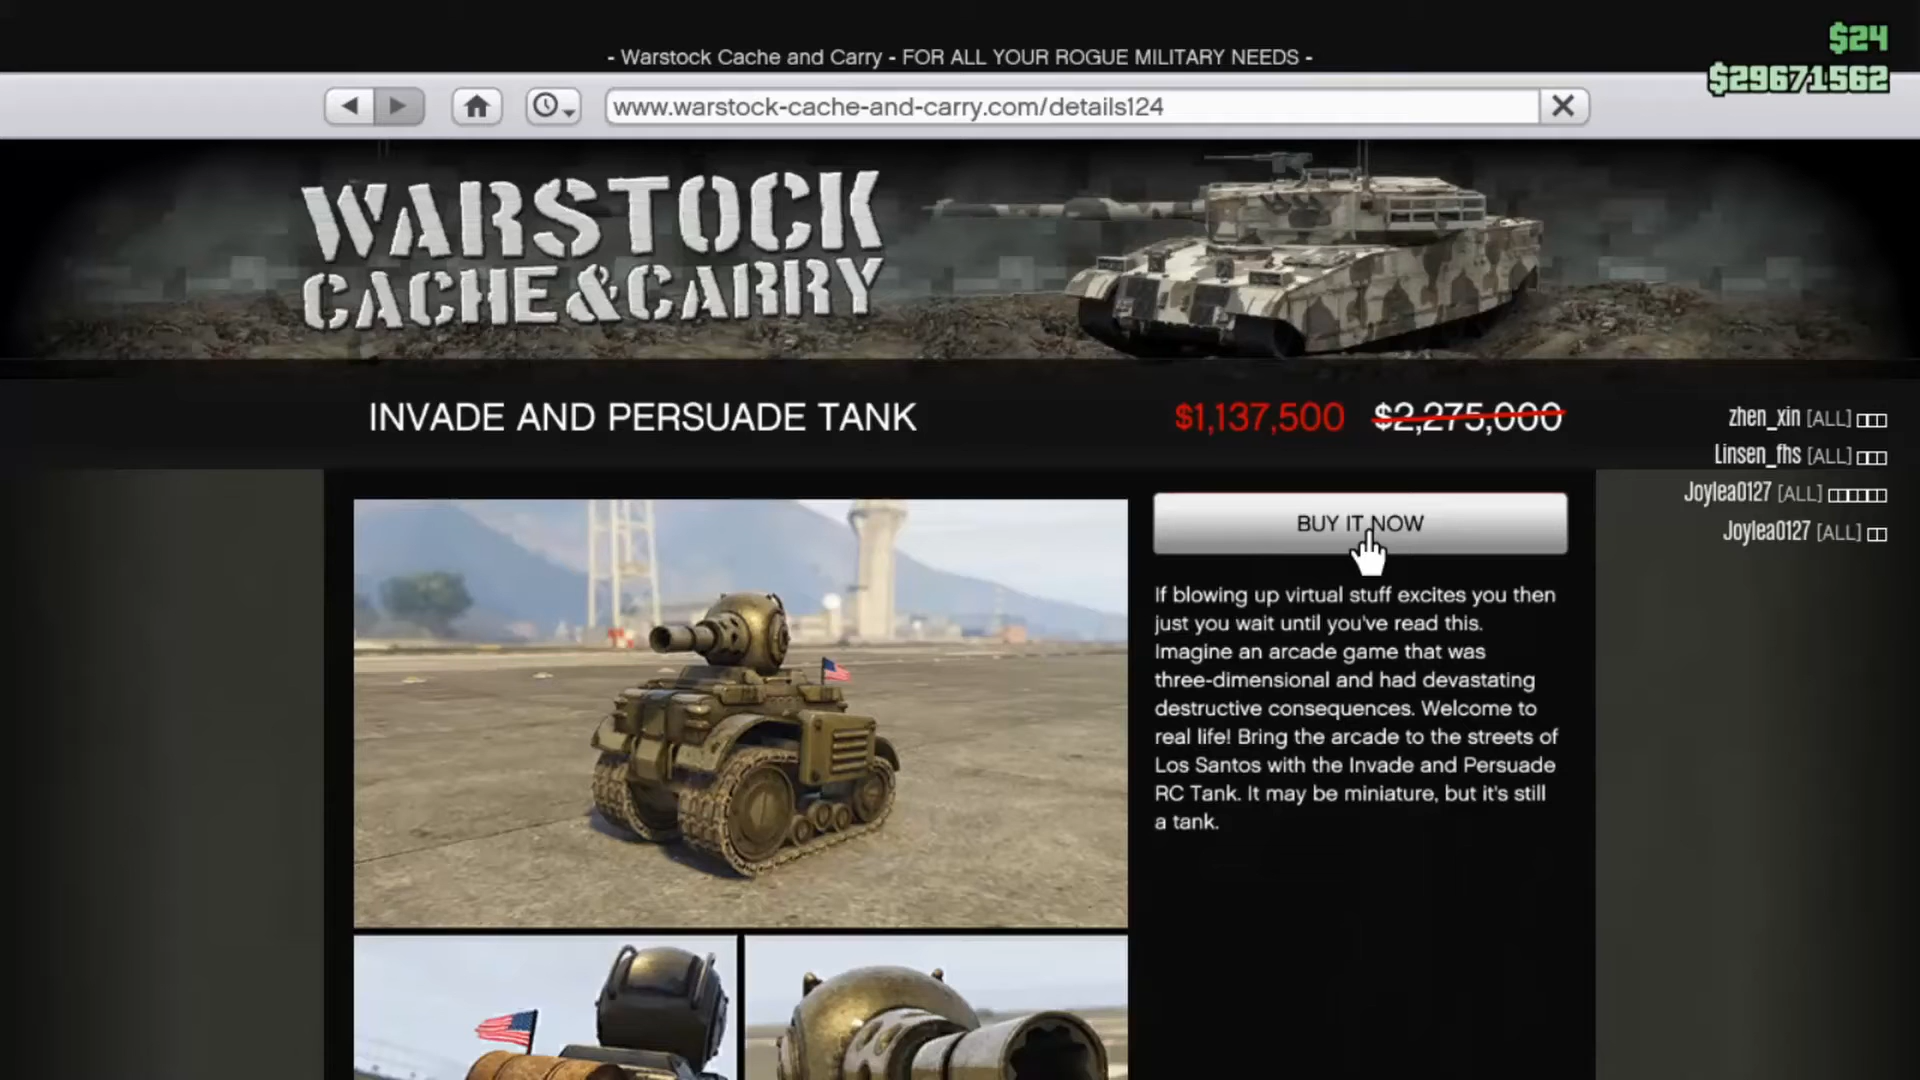 - Warstock Cache and Carry - FOR ALL YOUR ROGUE MILITARY NEEDS -
$24
$29671562
www.warstock-cache-and-carry.com/details124
WARSTOCK
CACHE & CARRY
INVADE AND PERSUADE TANK
$1,137,500 $2,275,000
zhen_xin [ALL] □□□
Linsen_fhs [ALL] □□□
Joylea0127 [ALL] □□□□□□
Joylea0127 [ALL] □□
BUY IT NOW
If blowing up virtual stuff excites you then
just you wait until you've read this.
Imagine an arcade game that was
three-dimensional and had devastating
destructive consequences. Welcome to
real life! Bring the arcade to the streets of
Los Santos with the Invade and Persuade
RC Tank. It may be miniature, but it's still
a tank.